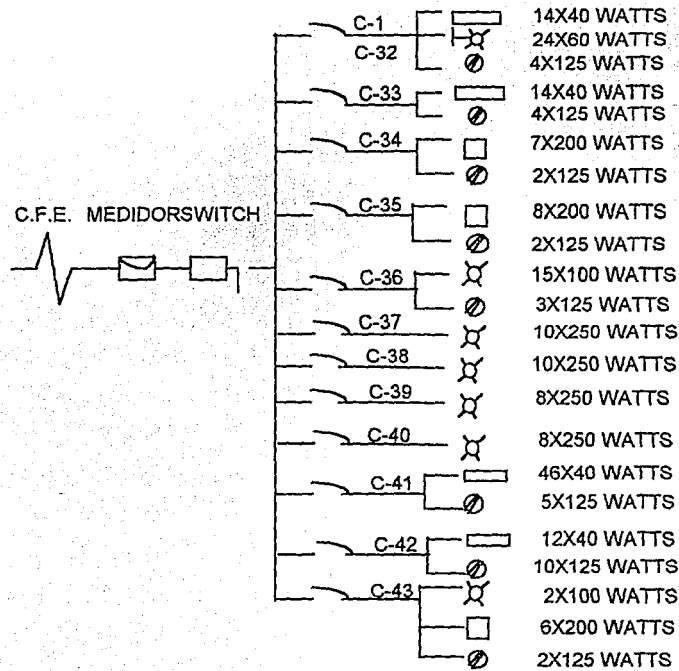 C-1 14X40 WATTS
24X60 WATTS
C-32 4X125 WATTS
C-33 14X40 WATTS
4X125 WATTS
C-34 7X200 WATTS
2X125 WATTS
C-35 8X200 WATTS
C.F.E. MEDIDORSWITCH
2X125 WATTS
C-36 15X100 WATTS
3X125 WATTS
C-37 10X250 WATTS
C-38 10X250 WATTS
C-39 8X250 WATTS
C-40 8X250 WATTS
C-41 46X40 WATTS
5X125 WATTS
C-42 12X40 WATTS
10X125 WATTS
C-43 2X100 WATTS
6X200 WATTS
2X125 WATTS